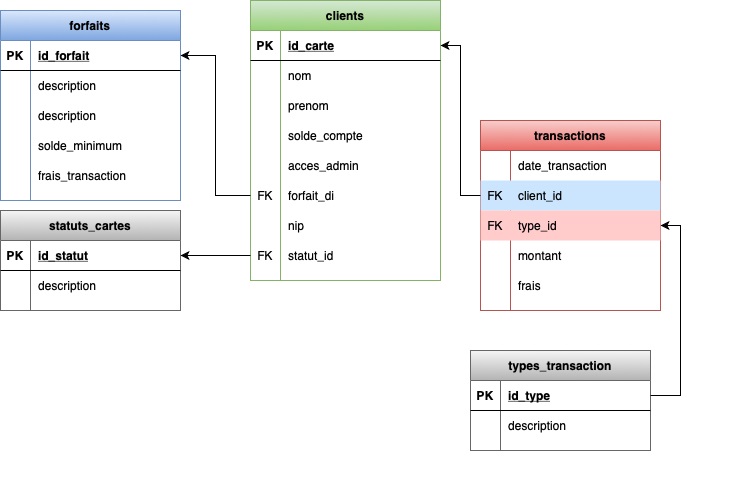 forfaits
PK id_forfait
description
description
solde_minimum
frais_transaction
statuts_cartes
PK id_statut
description
clients
PK id_carte
nom
prenom
solde_compte
acces_admin
FK forfait_di
nip
FK statut_id
transactions
date_transaction
FK client_id
FK type_id
montant
frais
types_transaction
PK id_type
description